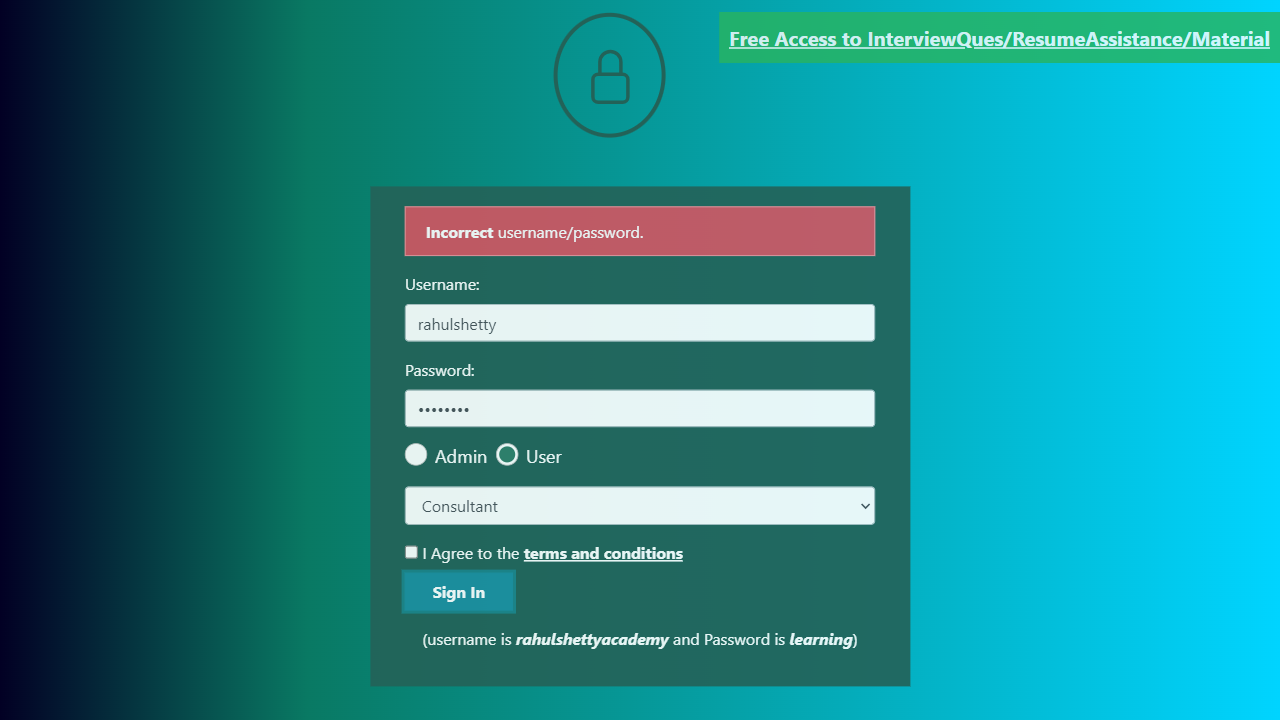 Free Access to InterviewQues/ResumeAssistance/Material
Incorrect username/password.
Username:
rahulshetty
Password:
••••••••
Admin User
Consultant
I Agree to the terms and conditions
Sign In
(username is rahulshettyacademy and Password is learning)